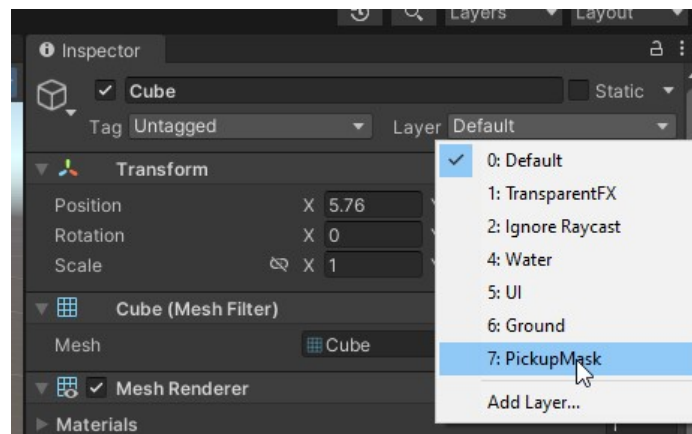 Layers Layout
Inspector
Cube Static
Tag Untagged Layer Default
0: Default
Transform
1: TransparentFX
Position X 5.76
2: Ignore Raycast
Rotation X 0
4: Water
Scale X 1
5: UI
Cube (Mesh Filter)
6: Ground
Mesh Cube
7: PickupMask
Mesh Renderer
Add Layer...
Materials 1